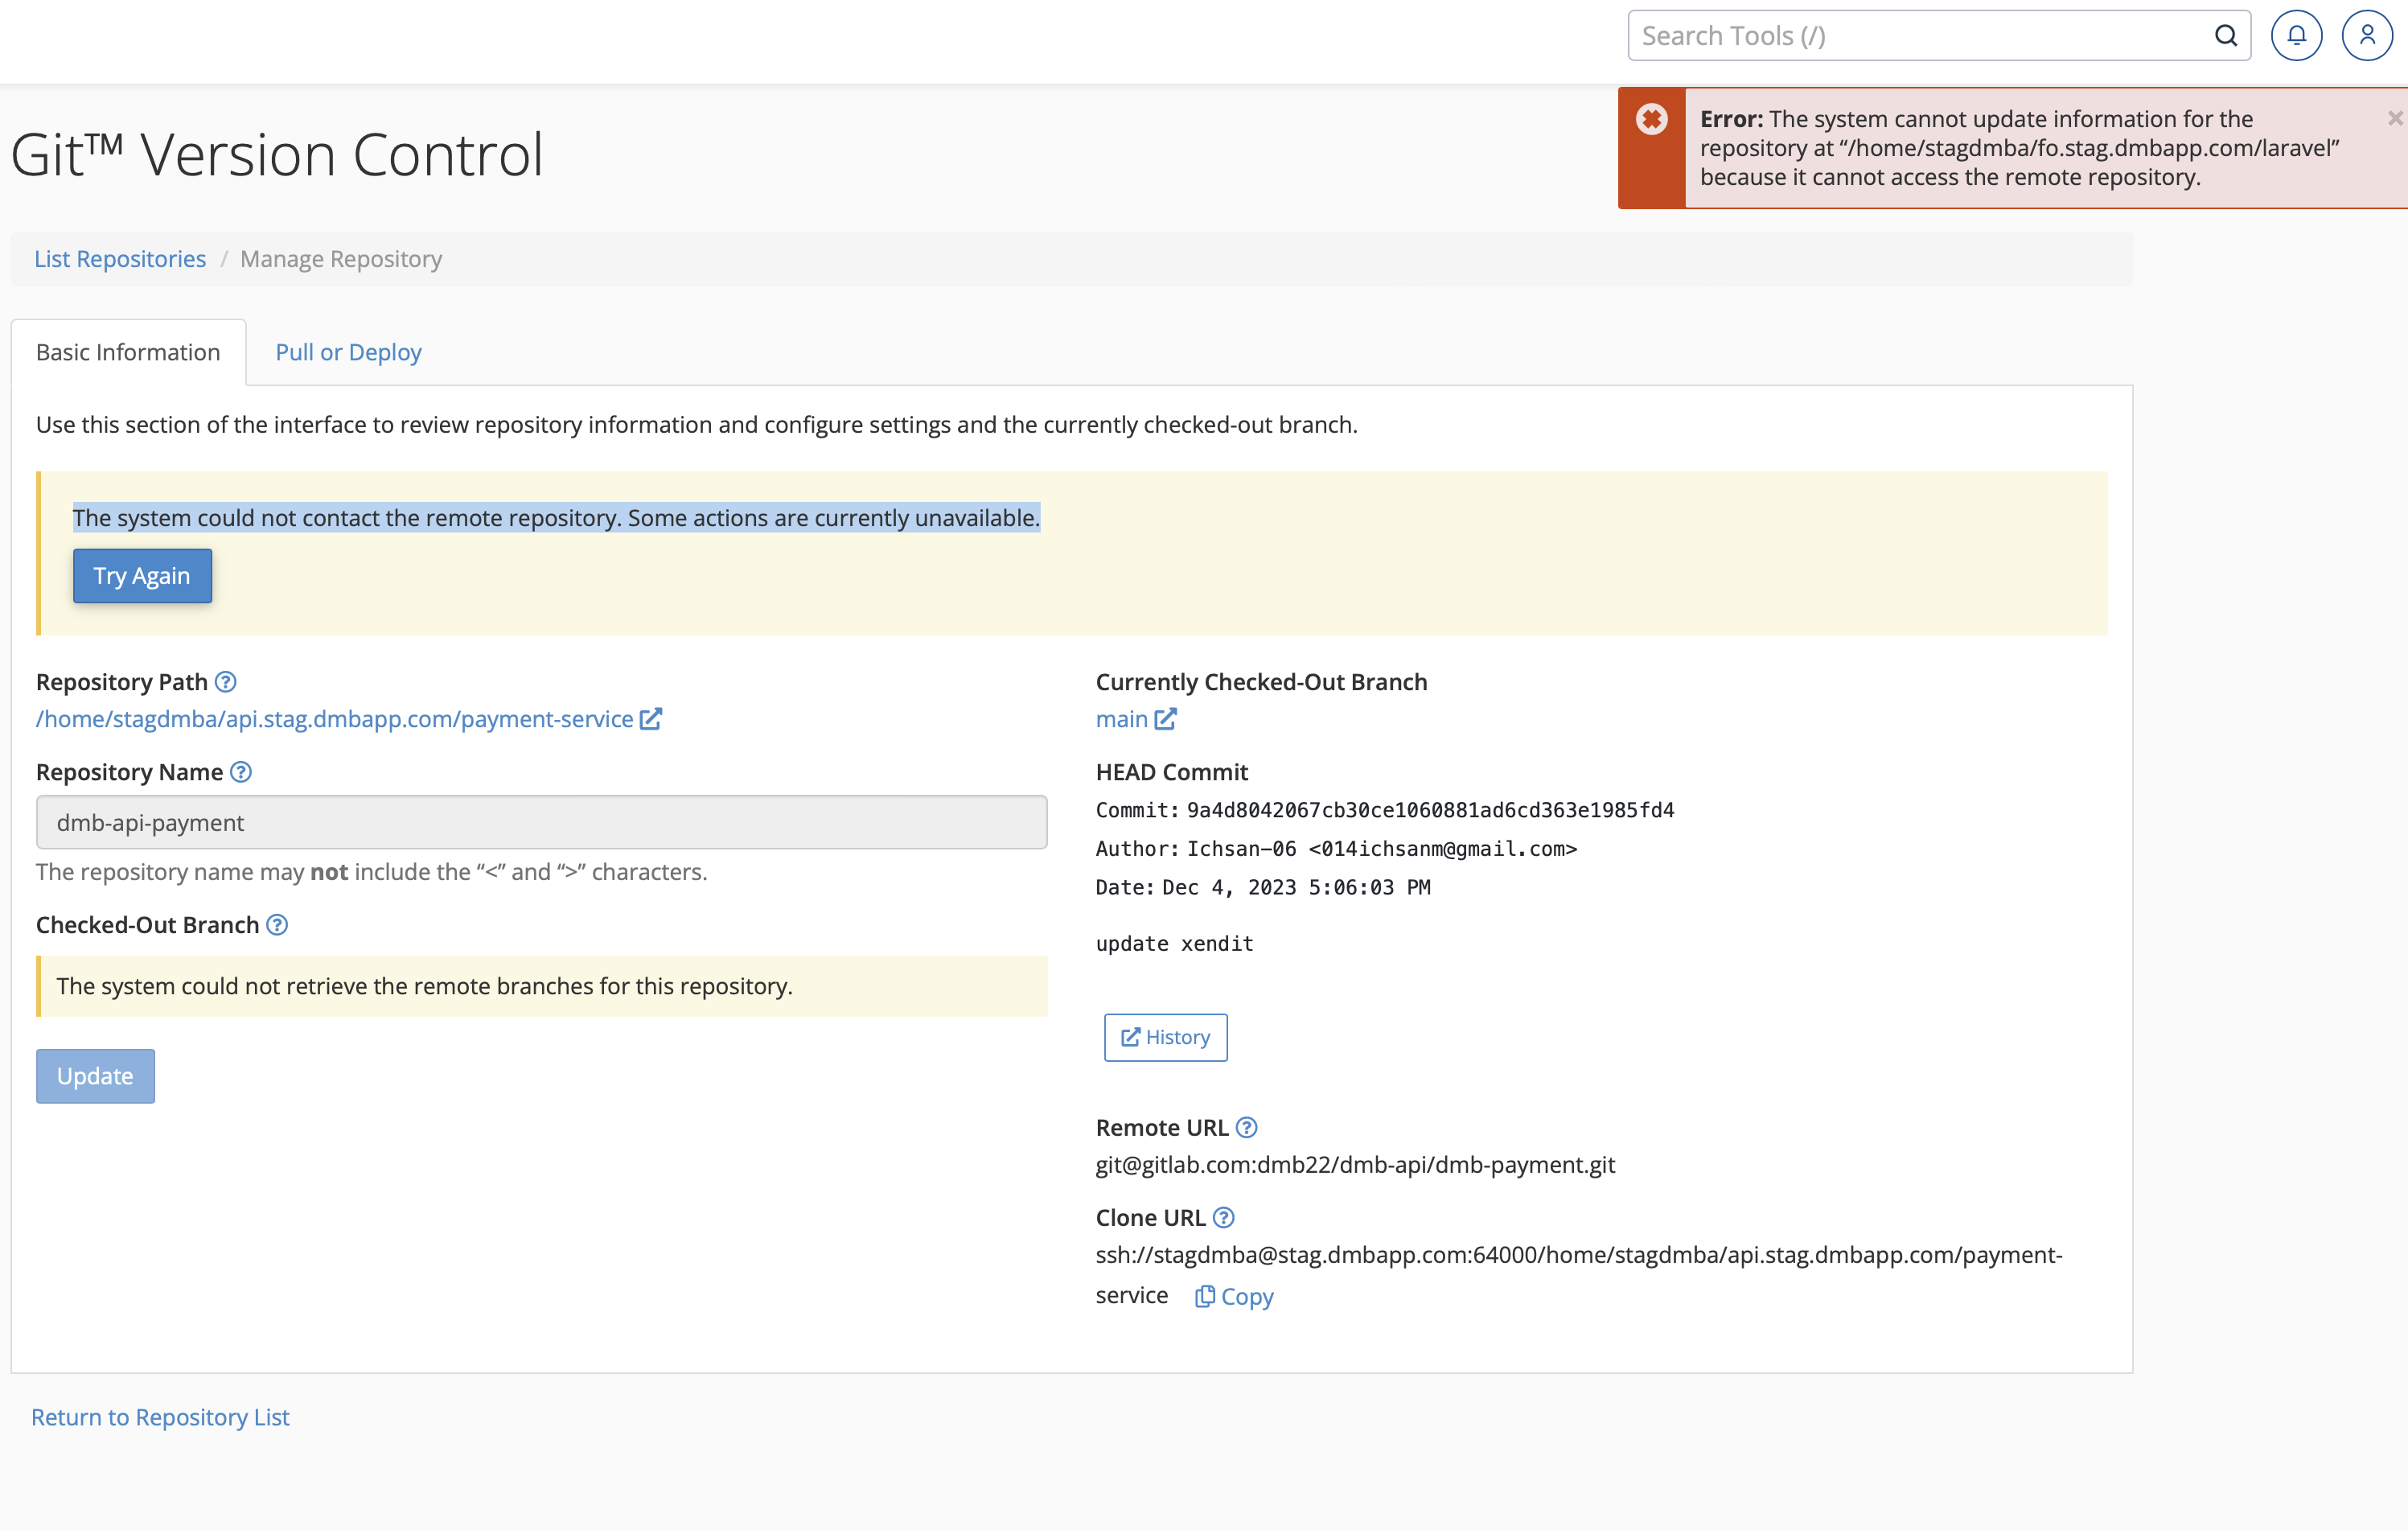 Search Tools (/)
Error: The system cannot update information for the
repository at “/home/stagdmba/fo.stag.dmbapp.com/laravel”
because it cannot access the remote repository.
Git™ Version Control
List Repositories / Manage Repository
Basic Information
Pull or Deploy
Use this section of the interface to review repository information and configure settings and the currently checked-out branch.
The system could not contact the remote repository. Some actions are currently unavailable.
Try Again
Repository Path
/home/stagdmba/api.stag.dmbapp.com/payment-service
Repository Name
dmb-api-payment
The repository name may not include the “<” and “>” characters.
Checked-Out Branch
The system could not retrieve the remote branches for this repository.
Update
Currently Checked-Out Branch
main
HEAD Commit
Commit: 9a4d8042067cb30ce1060881ad6cd363e1985fd4
Author: Ichsan-06 <014ichsanm@gmail.com>
Date: Dec 4, 2023 5:06:03 PM
update xendit
History
Remote URL
git@gitlab.com:dmb22/dmb-api/dmb-payment.git
Clone URL
ssh://stagdmba@stag.dmbapp.com:64000/home/stagdmba/api.stag.dmbapp.com/payment-
service Copy
Return to Repository List